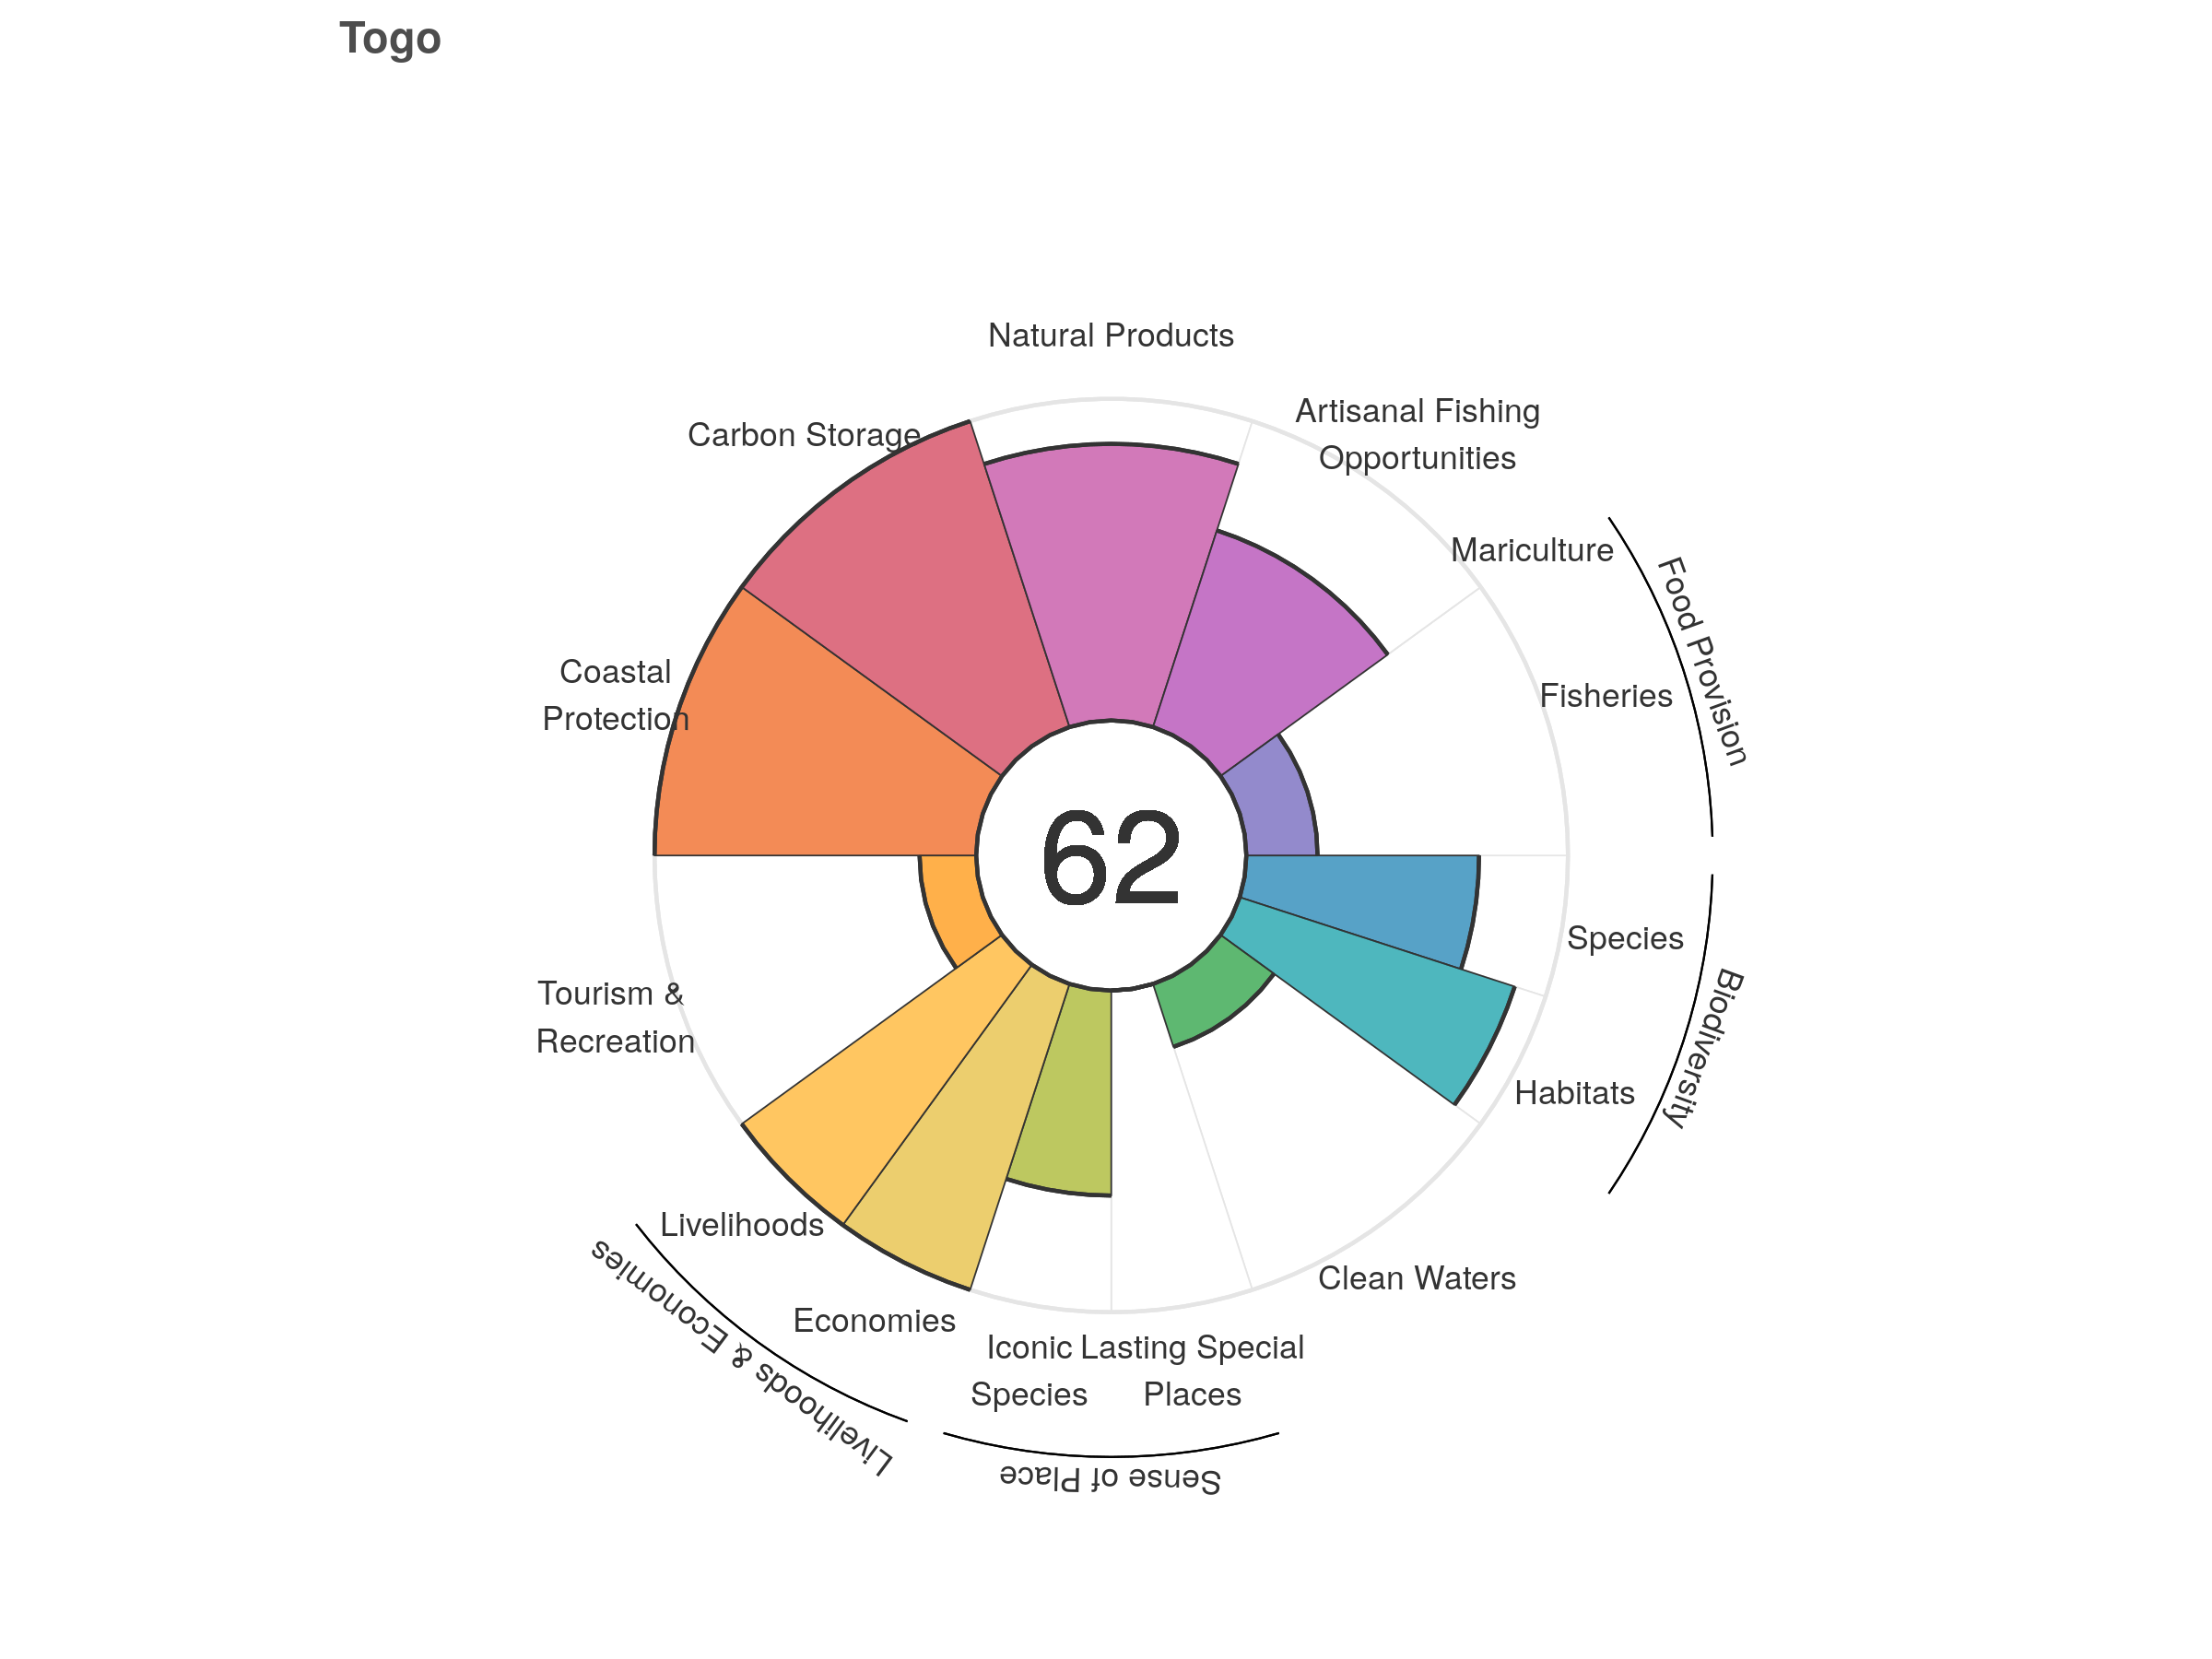 Togo
Natural Products
Artisanal Fishing
Opportunities
Carbon Storage
Mariculture
Food Provision
Fisheries
Coastal
Protection
62
Species
Biodiversity
Tourism &
Recreation
Habitats
Livelihoods
Clean Waters
Economies
Livelihoods & Economies
Iconic
Species
Lasting Special
Places
Sense of Place